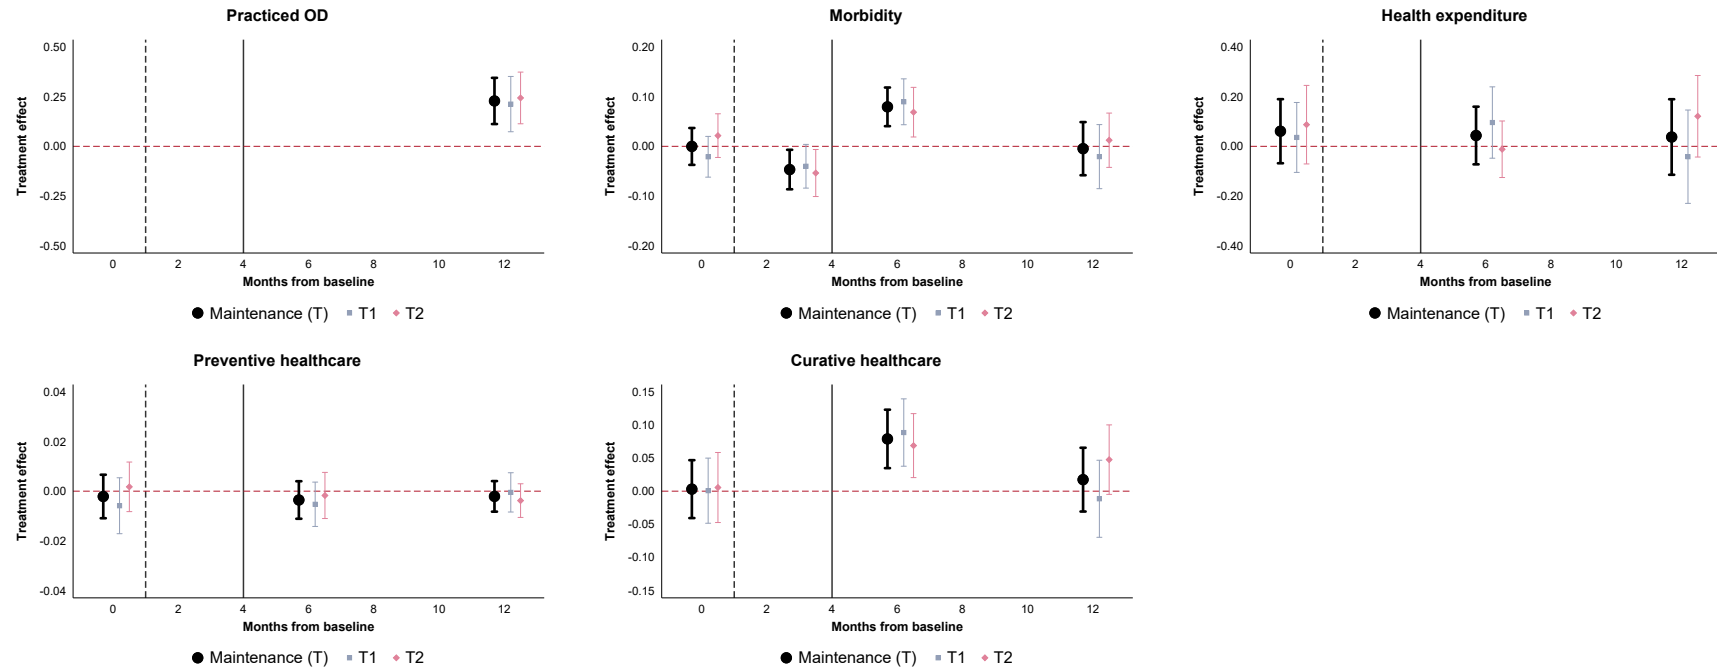 Practiced OD
Treatment effect
0.50
0.25
0.00
-0.25
-0.50
0 2 4 6 8 10 12
Months from baseline
Maintenance (T) T1 T2
Morbidity
Treatment effect
0.20
0.10
0.00
-0.10
-0.20
0 2 4 6 8 10 12
Months from baseline
Maintenance (T) T1 T2
Health expenditure
Treatment effect
0.40
0.20
0.00
-0.20
-0.40
0 2 4 6 8 10 12
Months from baseline
Maintenance (T) T1 T2
Preventive healthcare
Treatment effect
0.04
0.02
0.00
-0.02
-0.04
0 2 4 6 8 10 12
Months from baseline
Maintenance (T) T1 T2
Curative healthcare
Treatment effect
0.15
0.10
0.05
0.00
-0.05
-0.10
-0.15
0 2 4 6 8 10 12
Months from baseline
Maintenance (T) T1 T2